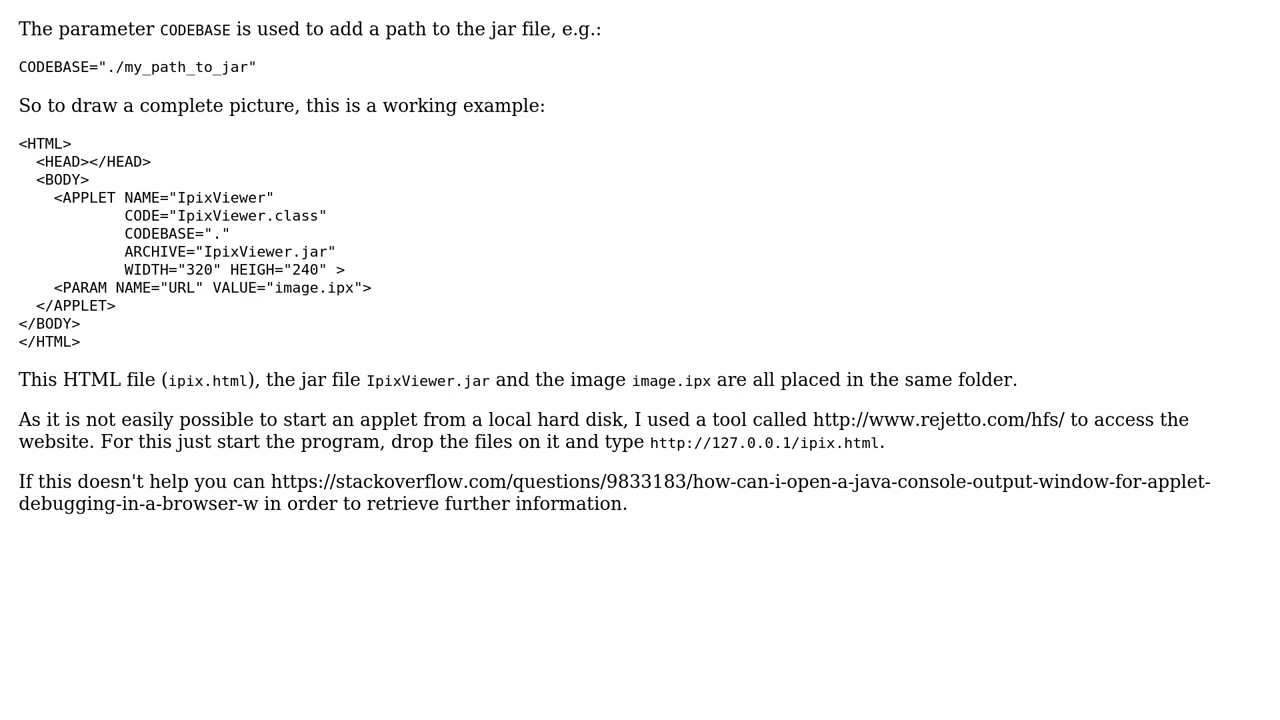 The parameter CODEBASE is used to add a path to the jar file, e.g.:
CODEBASE="./my_path_to_jar"
So to draw a complete picture, this is a working example:
<HTML>
  <HEAD></HEAD>
  <BODY>
    <APPLET NAME="IpixViewer"
            CODE="IpixViewer.class"
            CODEBASE="."
            ARCHIVE="IpixViewer.jar"
            WIDTH="320" HEIGH="240" >
    <PARAM NAME="URL" VALUE="image.ipx">
  </APPLET>
</BODY>
</HTML>
This HTML file (ipix.html), the jar file IpixViewer.jar and the image image.ipx are all placed in the same folder.
As it is not easily possible to start an applet from a local hard disk, I used a tool called http://www.rejetto.com/hfs/ to access the
website. For this just start the program, drop the files on it and type http://127.0.0.1/ipix.html.
If this doesn't help you can https://stackoverflow.com/questions/9833183/how-can-i-open-a-java-console-output-window-for-applet-
debugging-in-a-browser-w in order to retrieve further information.